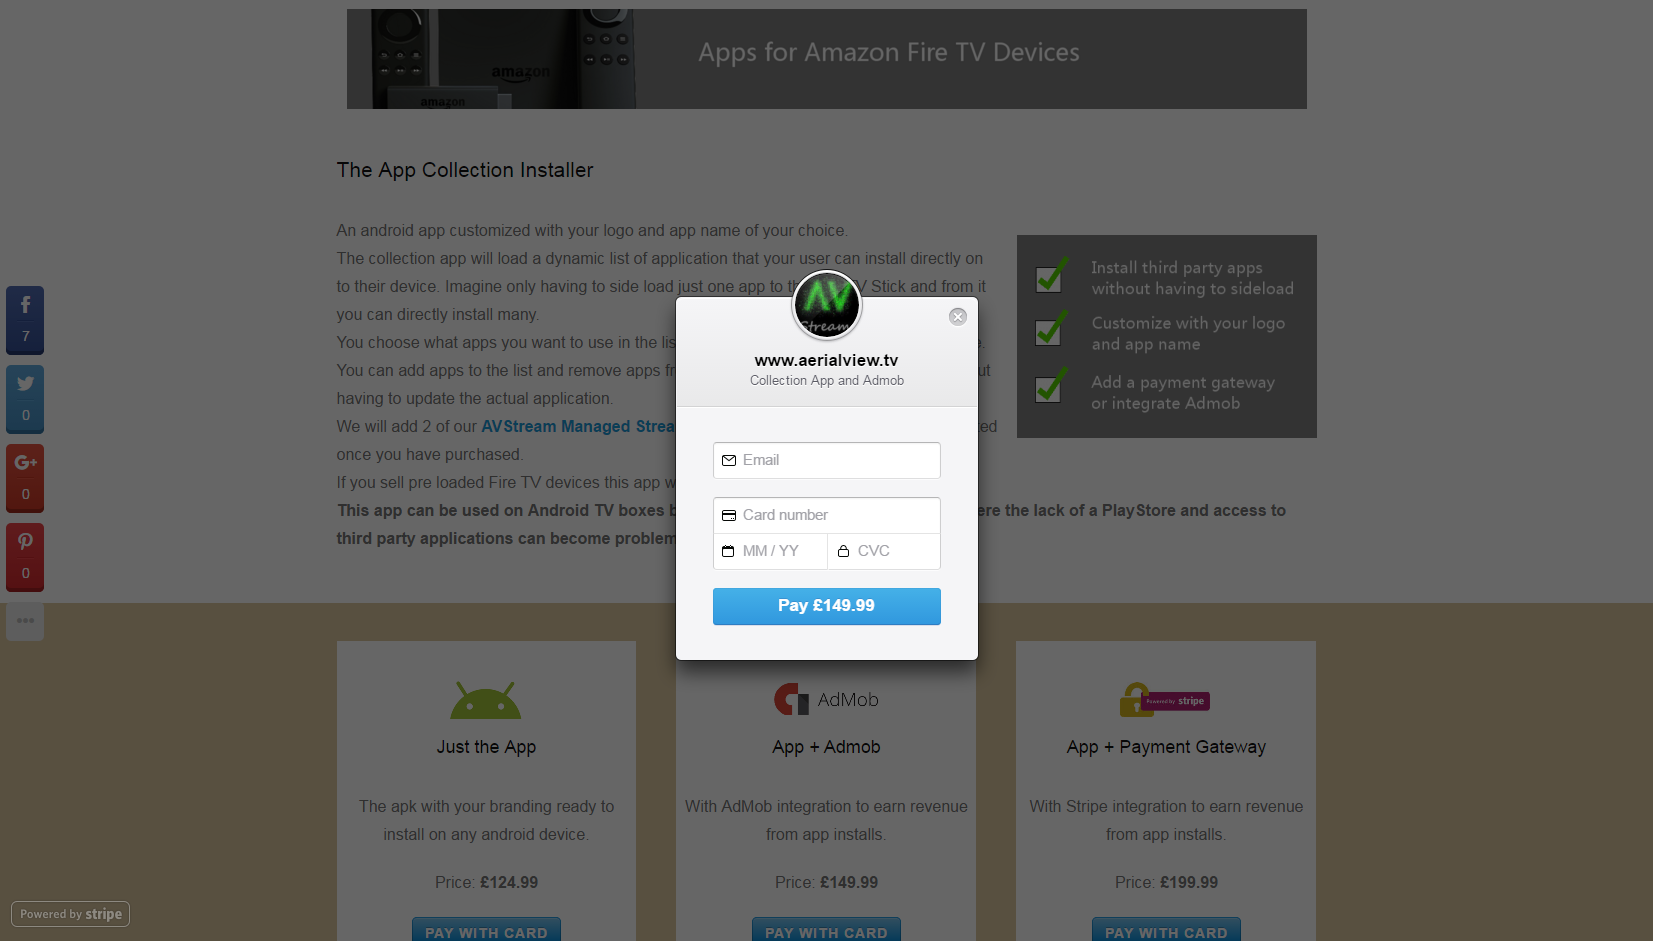 amazon
amazon
Apps for Amazon Fire TV Devices
The App Collection Installer
An android app customized with your logo and app name of your choice.
The collection app will load a dynamic list of application that your user can install directly on
to their device. Imagine only having to side load just one app to th TV Stick and from it
you can directly install many.
You choose what apps you want to use in the lis
You can add apps to the list and remove apps fr ut
having to update the actual application.
We will add 2 of our AVStream Managed Strea ed
once you have purchased.
If you sell pre loaded Fire TV devices this app w
This app can be used on Android TV boxes b ere the lack of a PlayStore and access to
third party applications can become problem
Install third party apps
without having to sideload
Customize with your logo
and app name
Add a payment gateway
or integrate Admob
7
0
G+
0
0
AV
Stream
www.aerialview.tv
Collection App and Admob
Email
Card number
MM / YY
CVC
Pay £149.99
Just the App
The apk with your branding ready to
install on any android device.
Price: £124.99
PAY WITH CARD
AdMob
App + Admob
With AdMob integration to earn revenue
from app installs.
Price: £149.99
PAY WITH CARD
Powered by stripe
App + Payment Gateway
With Stripe integration to earn revenue
from app installs.
Price: £199.99
PAY WITH CARD
Powered by stripe